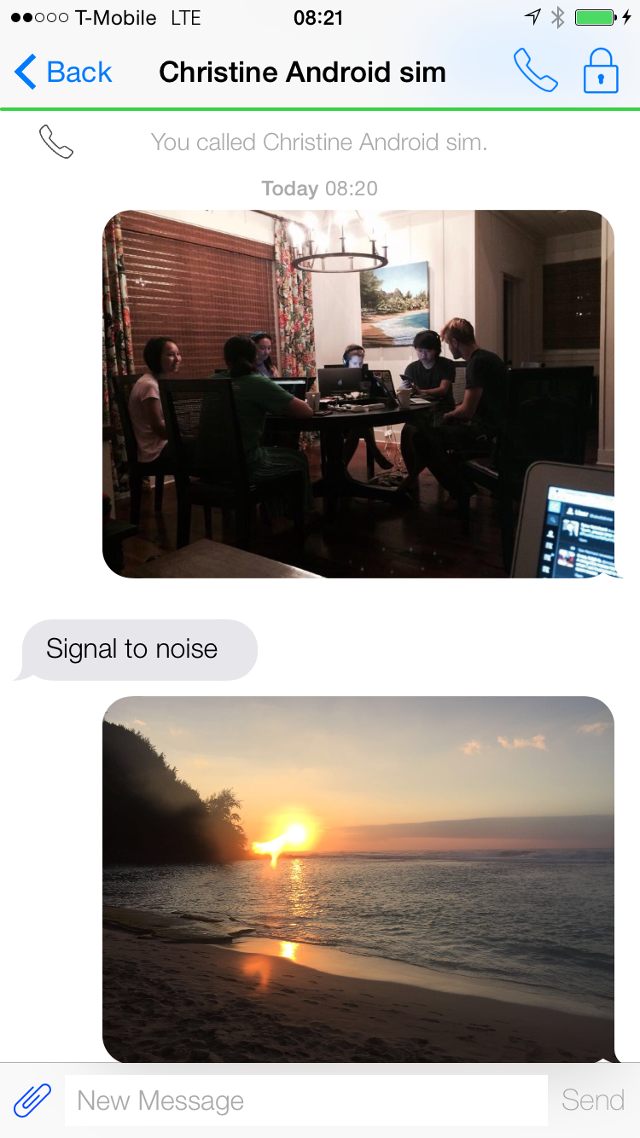 T-Mobile LTE 08:21
Back Christine Android sim
You called Christine Android sim.
Today 08:20
Signal to noise
New Message Send